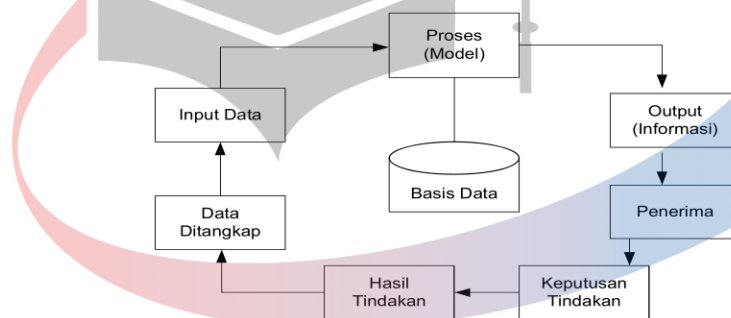 Proses
(Model)
Input Data
Output
(Informasi)
Basis Data
Data
Ditangkap
Penerima
Hasil
Tindakan
Keputusan
Tindakan